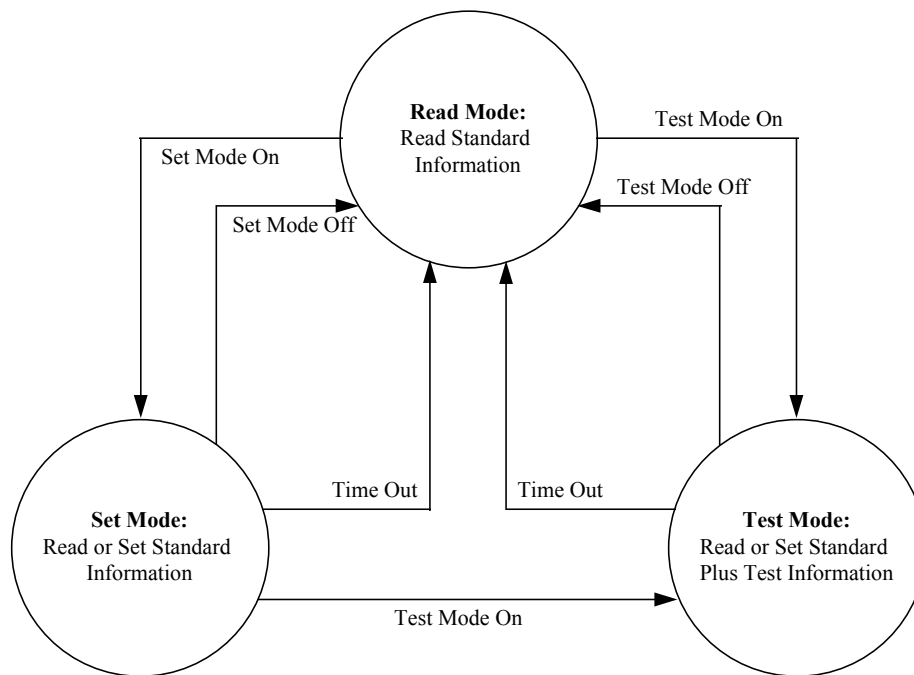 Read Mode:
Read Standard
Information
Set Mode On
Test Mode On
Set Mode Off
Test Mode Off
Time Out
Time Out
Set Mode:
Read or Set Standard
Information
Test Mode:
Read or Set Standard
Plus Test Information
Test Mode On